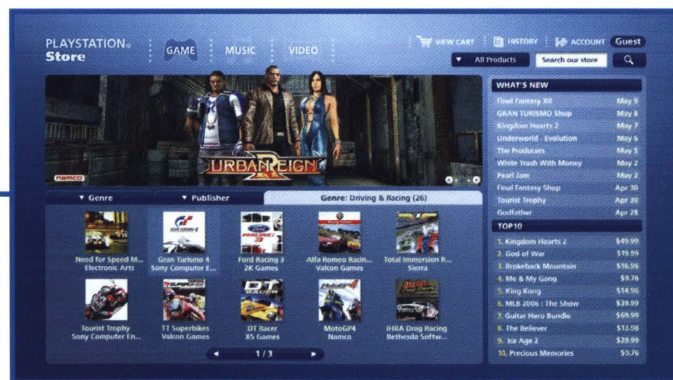 PLAYSTATION®
Store
GAME
MUSIC
VIDEO
VIEW CART
HISTORY
ACCOUNT
Guest
All Products
Search our store
URBAN REIGN
namco
Genre
Publisher
Genre: Driving & Racing (26)
Need for Speed M...
Electronic Arts
Gran Turismo 4
Sony Computer E...
Ford Racing 3
2K Games
Alfa Romeo Racin...
Valcon Games
Total Immersion R...
Sierra
Tourist Trophy
Sony Computer En...
TT Superbikes
Valcon Games
DT Racer
XS Games
MotoGP4
Namco
IHRA Drag Racing
Bethesda Softw...
1 / 3
WHAT'S NEW
Final Fantasy XII May 9
GRAN TURISMO Shop May 8
Kingdom Hearts 2 May 7
Underworld - Evolution May 6
The Producers May 5
White Trash With Money May 2
Pearl Jam May 2
Final Fantasy Shop Apr 30
Tourist Trophy Apr 30
Godfather Apr 28
TOP10
1. Kingdom Hearts 2 $49.99
2. God of War $19.99
3. Brokeback Mountain $16.96
4. Me & My Gang $9.76
5. King Kong $14.96
6. MLB 2006 : The Show $39.99
7. Guitar Hero Bundle $69.99
8. The Believer $13.98
9. Ice Age 2 $28.99
10. Precious Memories $9.76